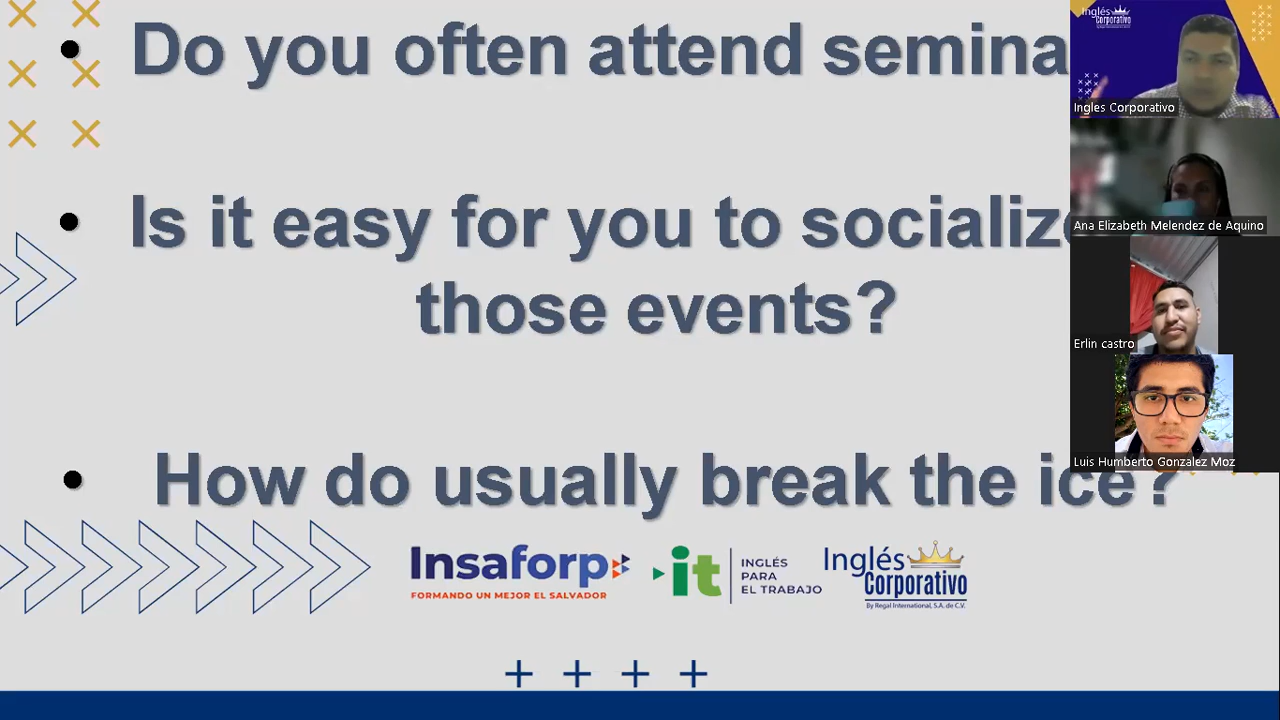 Do you often attend semina
Is it easy for you to socialize
those events?
How do usually break the ice?
Insaforp
FORMANDO UN MEJOR EL SALVADOR
it
INGLÉS
PARA
EL TRABAJO
Inglés
Corporativo
By Regal International, S.A. de C.V.
Inglés
Corporativo
Ingles Corporativo
Ana Elizabeth Melendez de Aquino
Erlin castro
Luis Humberto Gonzalez Moz